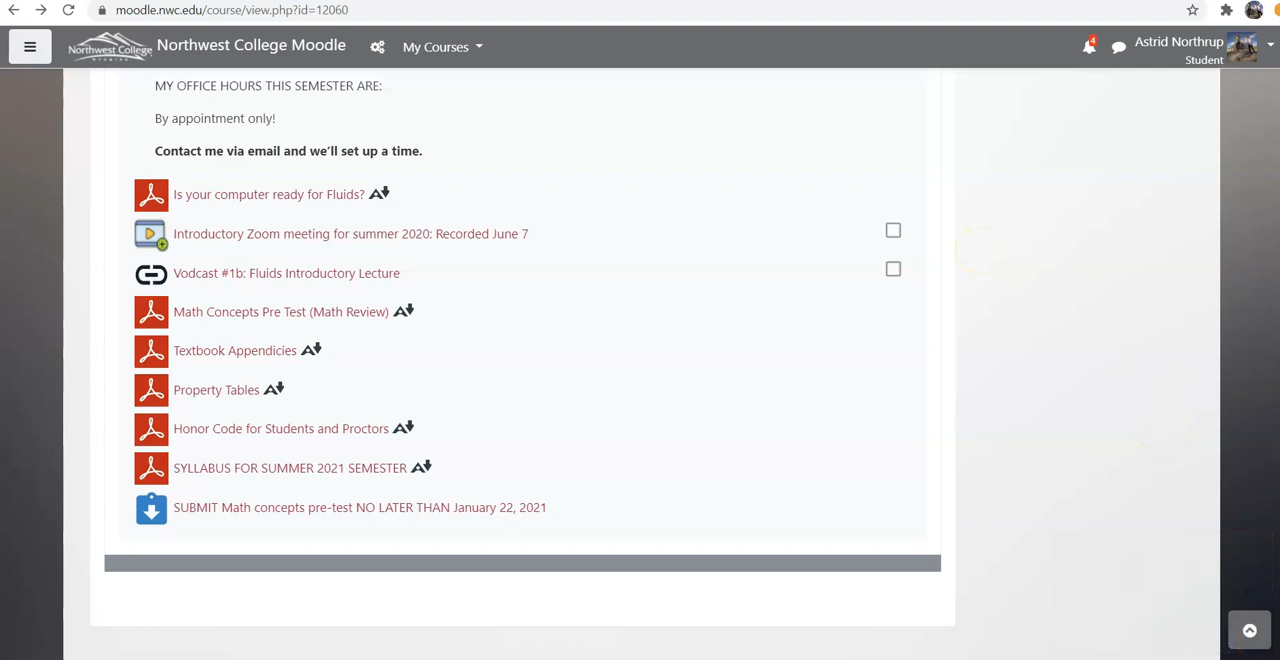 moodle.nwc.edu/course/view.php?id=12060
Northwest College
WYOMING
Northwest College Moodle
My Courses
4
Astrid Northrup
Student
MY OFFICE HOURS THIS SEMESTER ARE:
By appointment only!
Contact me via email and we'll set up a time.
Is your computer ready for Fluids?
Introductory Zoom meeting for summer 2020: Recorded June 7
Vodcast #1b: Fluids Introductory Lecture
Math Concepts Pre Test (Math Review)
Textbook Appendicies
Property Tables
Honor Code for Students and Proctors
SYLLABUS FOR SUMMER 2021 SEMESTER
SUBMIT Math concepts pre-test NO LATER THAN January 22, 2021